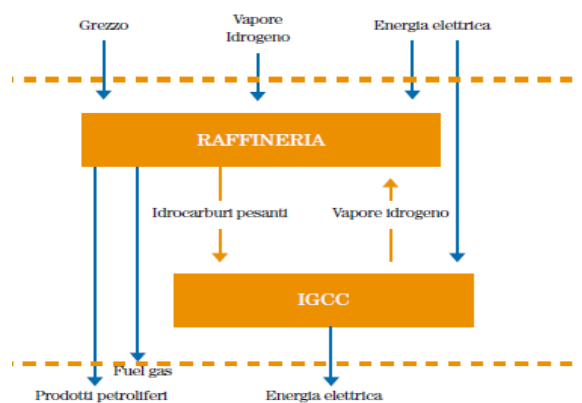 Grezzo
Vapore
Idrogeno
Energia elettrica
RAFFINERIA
Idrocarburi pesanti
Vapore idrogeno
IGCC
Fuel gas
Prodotti petroliferi
Energia elettrica